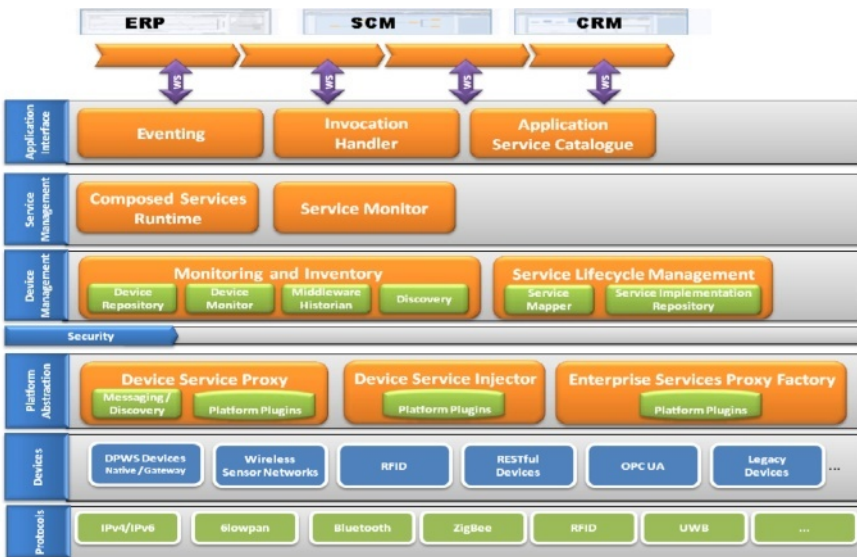 ERP SCM CRM
WS WS WS WS
Application
Interface
Eventing
Invocation
Handler
Application
Service Catalogue
Service
Management
Composed Services
Runtime
Service Monitor
Device
Management
Monitoring and Inventory
Device
Repository
Device
Monitor
Middleware
Historian
Discovery
Service Lifecycle Management
Service
Mapper
Service Implementation
Repository
Security
Platform
Abstraction
Device Service Proxy
Messaging /
Discovery
Platform Plugins
Device Service Injector
Platform Plugins
Enterprise Services Proxy Factory
Platform Plugins
Devices
DPWS Devices
Native / Gateway
Wireless
Sensor Networks
RFID
RESTful
Devices
OPC UA
Legacy
Devices
...
Protocols
IPv4/IPv6
6lowpan
Bluetooth
ZigBee
RFID
UWB
...